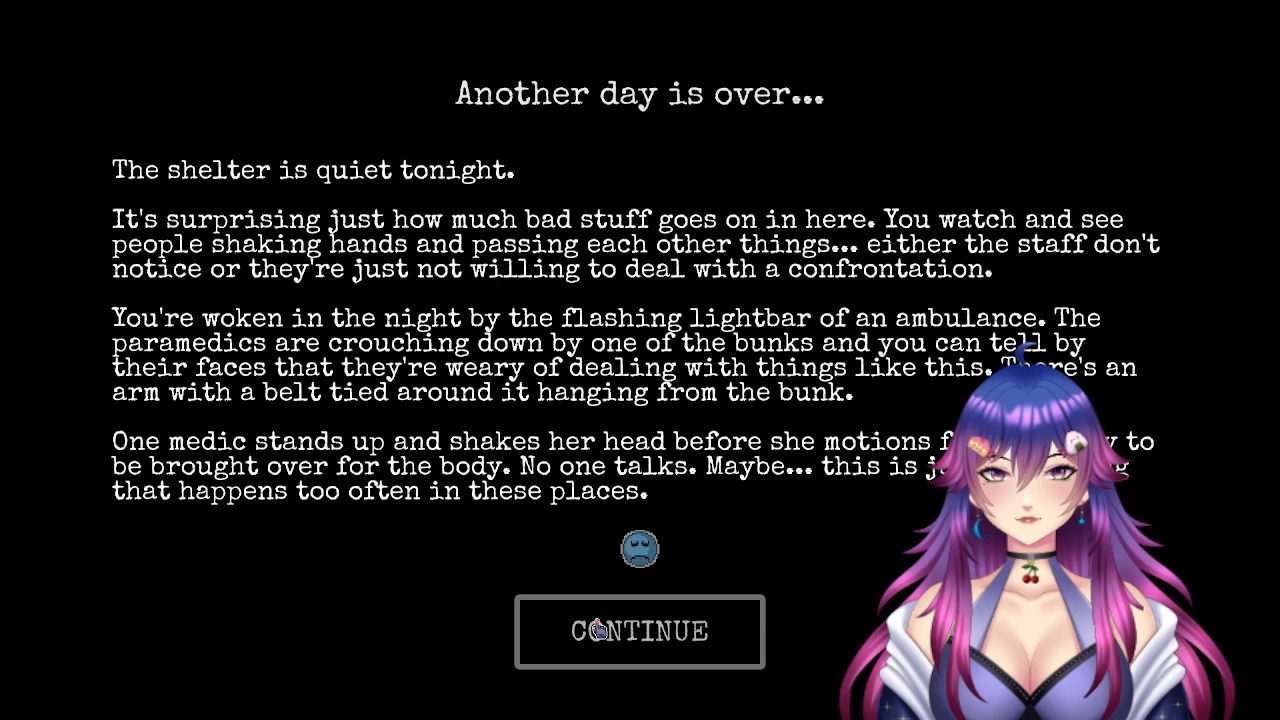 Another day is over...
The shelter is quiet tonight.
It's surprising just how much bad stuff goes on in here. You watch and see
people shaking hands and passing each other things... either the staff don't
notice or they're just not willing to deal with a confrontation.
You're woken in the night by the flashing lightbar of an ambulance. The
paramedics are crouching down by one of the bunks and you can tell by
their faces that they're weary of dealing with things like this. There's an
arm with a belt tied around it hanging from the bunk.
One medic stands up and shakes her head before she motions to
be brought over for the body. No one talks. Maybe... this is
that happens too often in these places.
CONTINUE